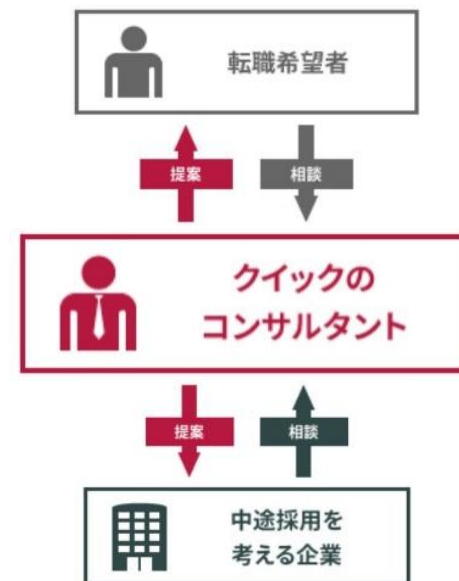 転職希望者
提案
相談
クイックの
コンサルタント
提案
相談
中途採用を
考える企業